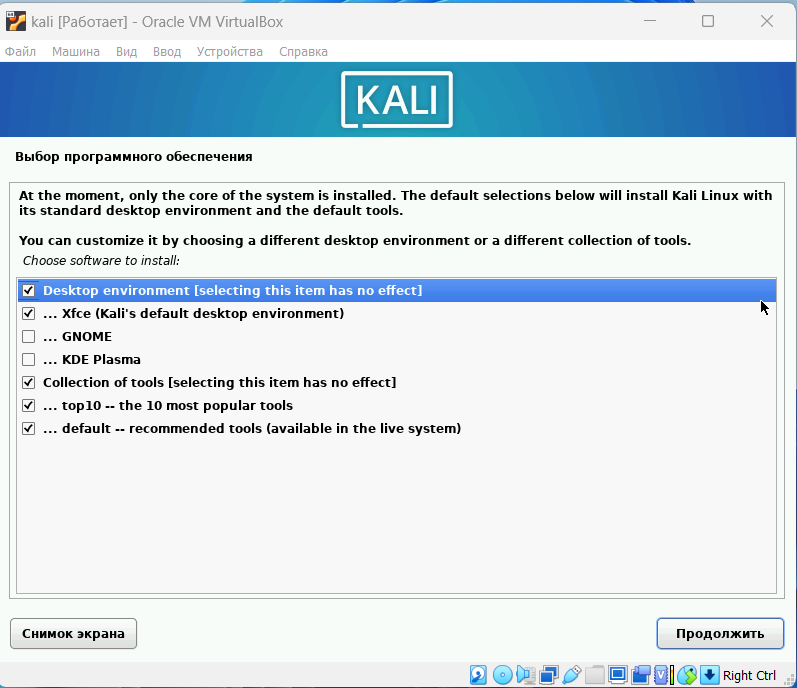 kali [Работает] - Oracle VM VirtualBox
Файл Машина Вид Ввод Устройства Справка
KALI
Выбор программного обеспечения
At the moment, only the core of the system is installed. The default selections below will install Kali Linux with
its standard desktop environment and the default tools.
You can customize it by choosing a different desktop environment or a different collection of tools.
Choose software to install:
Desktop environment [selecting this item has no effect]
... Xfce (Kali's default desktop environment)
... GNOME
... KDE Plasma
Collection of tools [selecting this item has no effect]
... top10 -- the 10 most popular tools
... default -- recommended tools (available in the live system)
Снимок экрана Продолжить
Right Ctrl